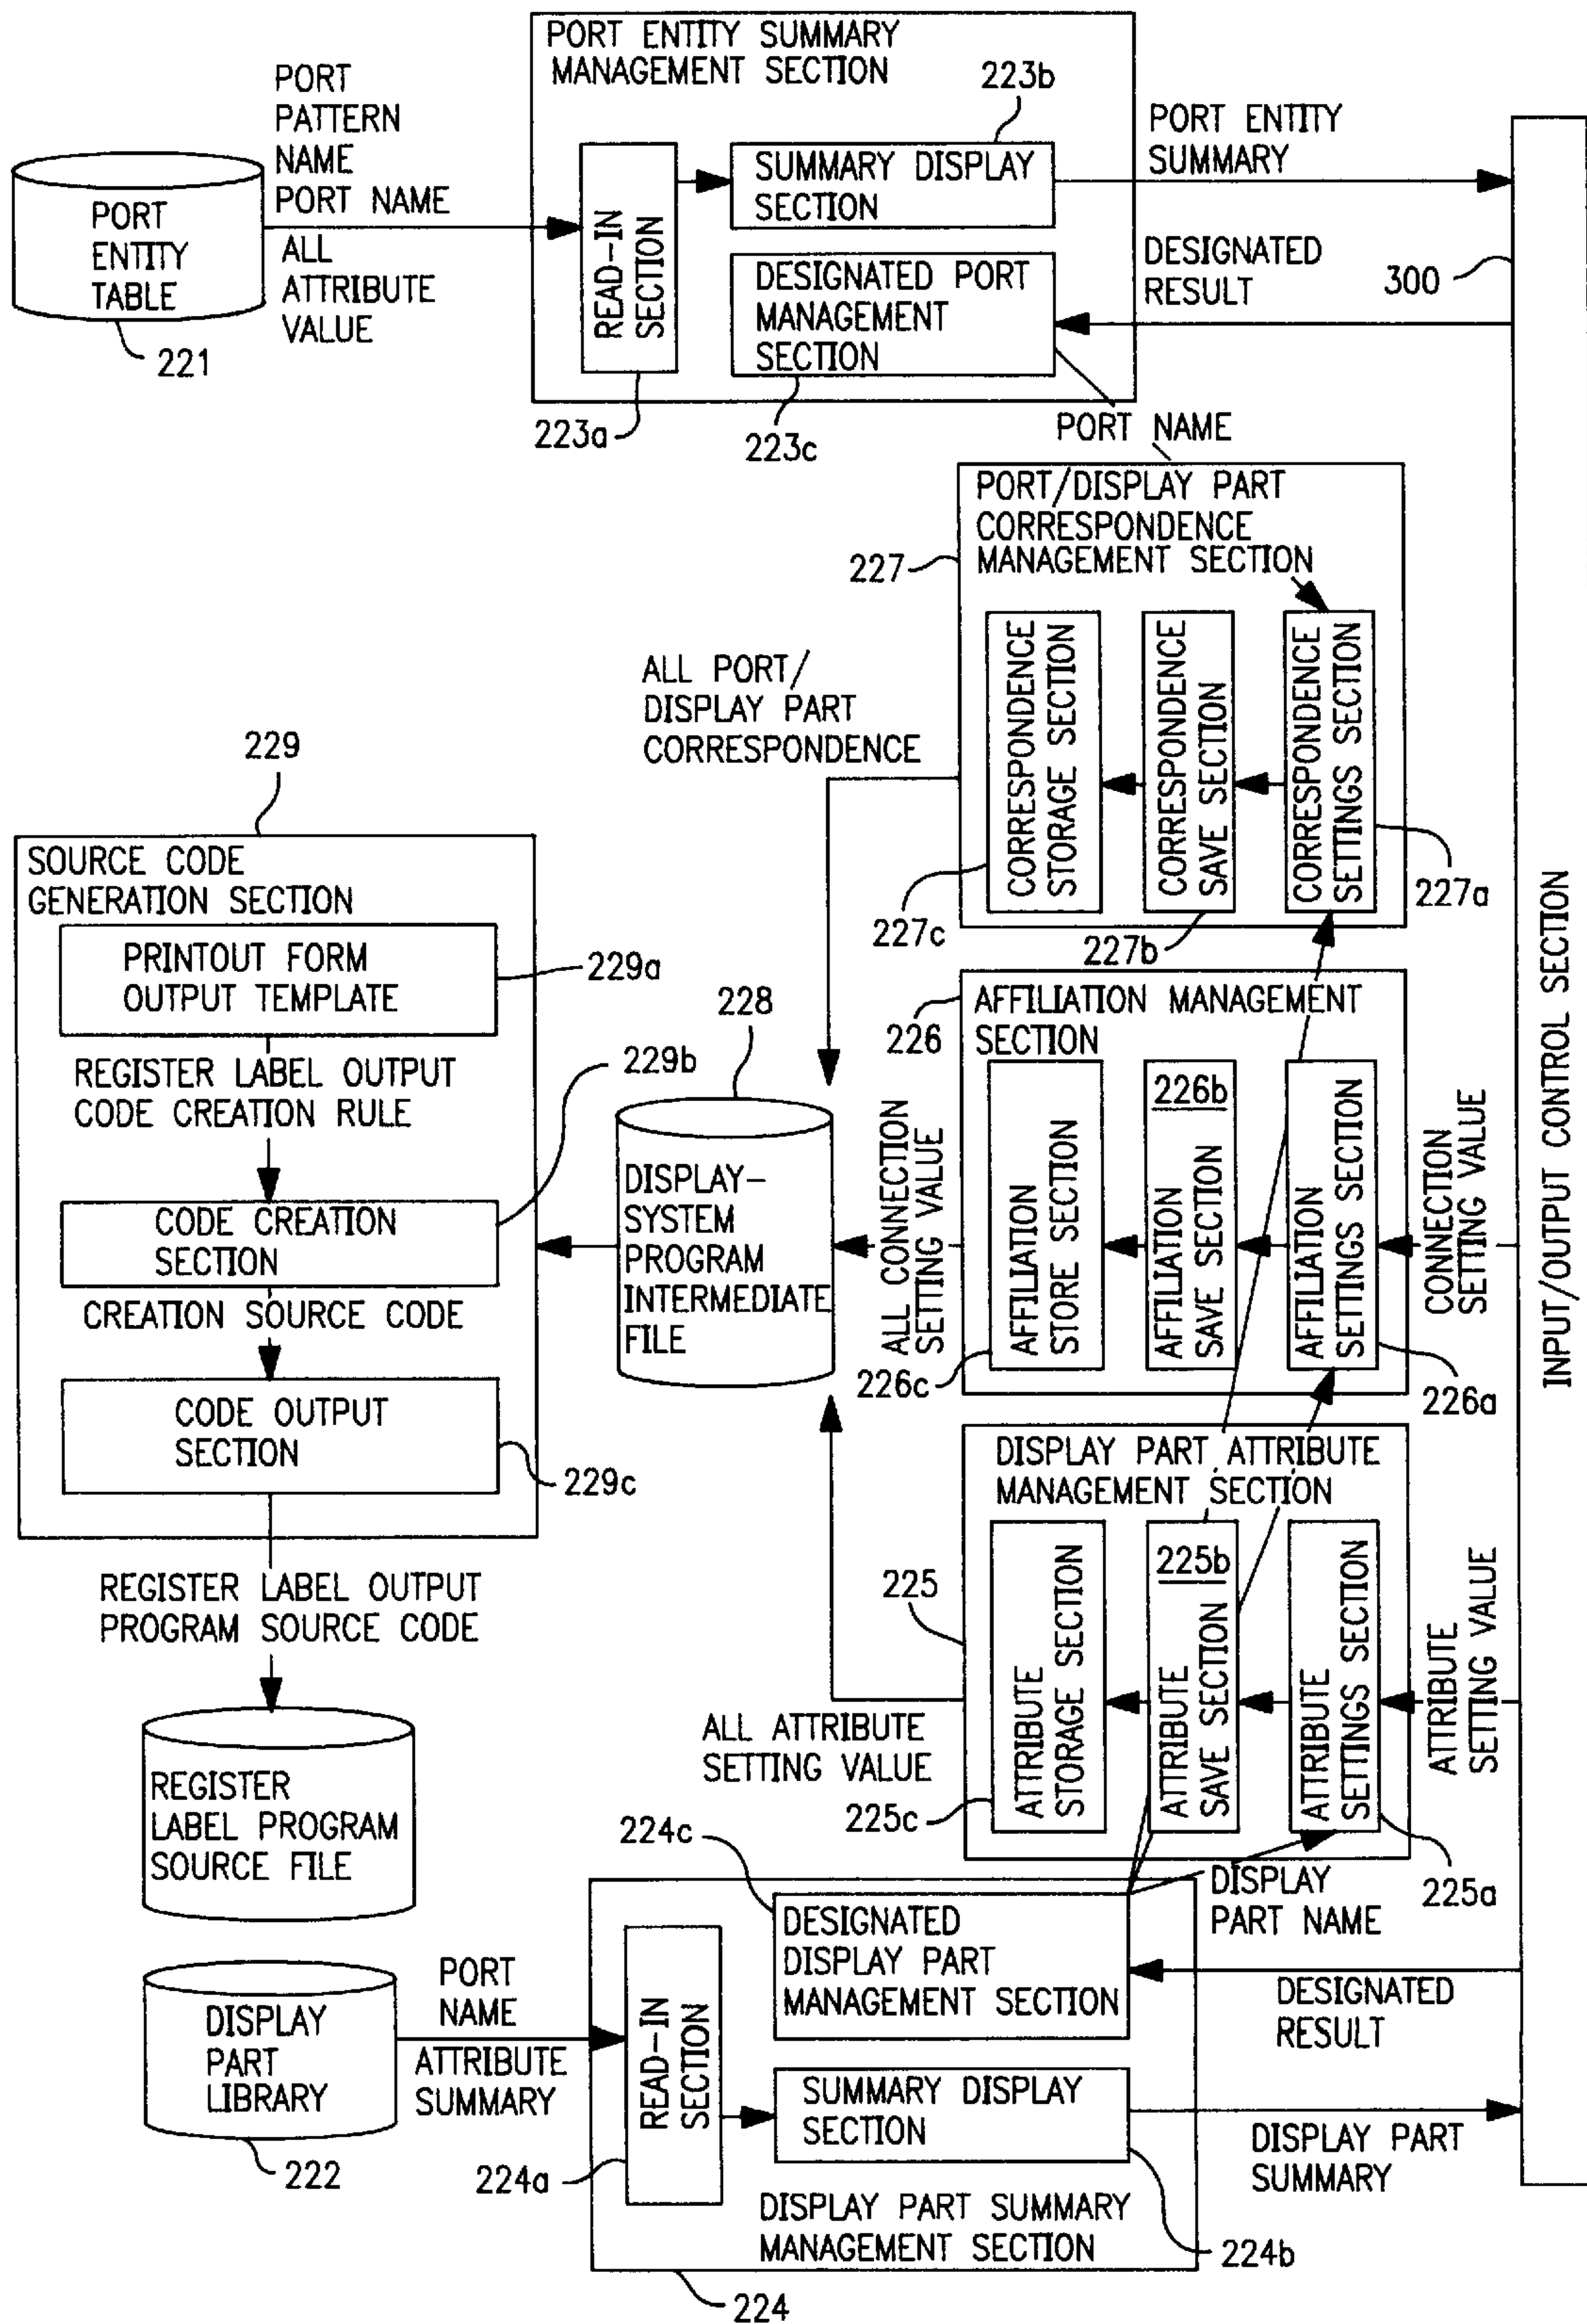 PORT ENTITY SUMMARY
MANAGEMENT SECTION
223b
PORT
PATTERN
NAME
PORT NAME
ALL
ATTRIBUTE
VALUE
PORT
ENTITY
TABLE
221
READ-IN
SECTION
223a
SUMMARY DISPLAY
SECTION
DESIGNATED PORT
MANAGEMENT
SECTION
223c
PORT ENTITY
SUMMARY
DESIGNATED
RESULT
300
PORT NAME
PORT/DISPLAY PART
CORRESPONDENCE
MANAGEMENT SECTION
227
CORRESPONDENCE
STORAGE SECTION
CORRESPONDENCE
SAVE SECTION
CORRESPONDENCE
SETTINGS SECTION
227c
227b
227a
ALL PORT/
DISPLAY PART
CORRESPONDENCE
INPUT/OUTPUT CONTROL SECTION
229
SOURCE CODE
GENERATION SECTION
PRINTOUT FORM
OUTPUT TEMPLATE
229a
REGISTER LABEL OUTPUT
CODE CREATION RULE
229b
CODE CREATION
SECTION
CREATION SOURCE CODE
CODE OUTPUT
SECTION
229c
228
DISPLAY-
SYSTEM
PROGRAM
INTERMEDIATE
FILE
ALL CONNECTION
SETTING VALUE
226
AFFILIATION MANAGEMENT
SECTION
AFFILIATION
STORE SECTION
226b
AFFILIATION
SAVE SECTION
AFFILIATION
SETTINGS SECTION
226c
226a
CONNECTION
SETTING VALUE
DISPLAY PART ATTRIBUTE
MANAGEMENT SECTION
225
ATTRIBUTE
STORAGE SECTION
225b
ATTRIBUTE
SAVE SECTION
ATTRIBUTE
SETTINGS SECTION
225c
225a
ATTRIBUTE
SETTING VALUE
ALL ATTRIBUTE
SETTING VALUE
REGISTER LABEL OUTPUT
PROGRAM SOURCE CODE
REGISTER
LABEL PROGRAM
SOURCE FILE
DISPLAY
PART
LIBRARY
222
PORT
NAME
ATTRIBUTE
SUMMARY
224c
READ-IN
SECTION
224a
DESIGNATED
DISPLAY PART
MANAGEMENT SECTION
DISPLAY
PART NAME
DESIGNATED
RESULT
SUMMARY DISPLAY
SECTION
DISPLAY PART
SUMMARY
DISPLAY PART SUMMARY
MANAGEMENT SECTION
224b
224